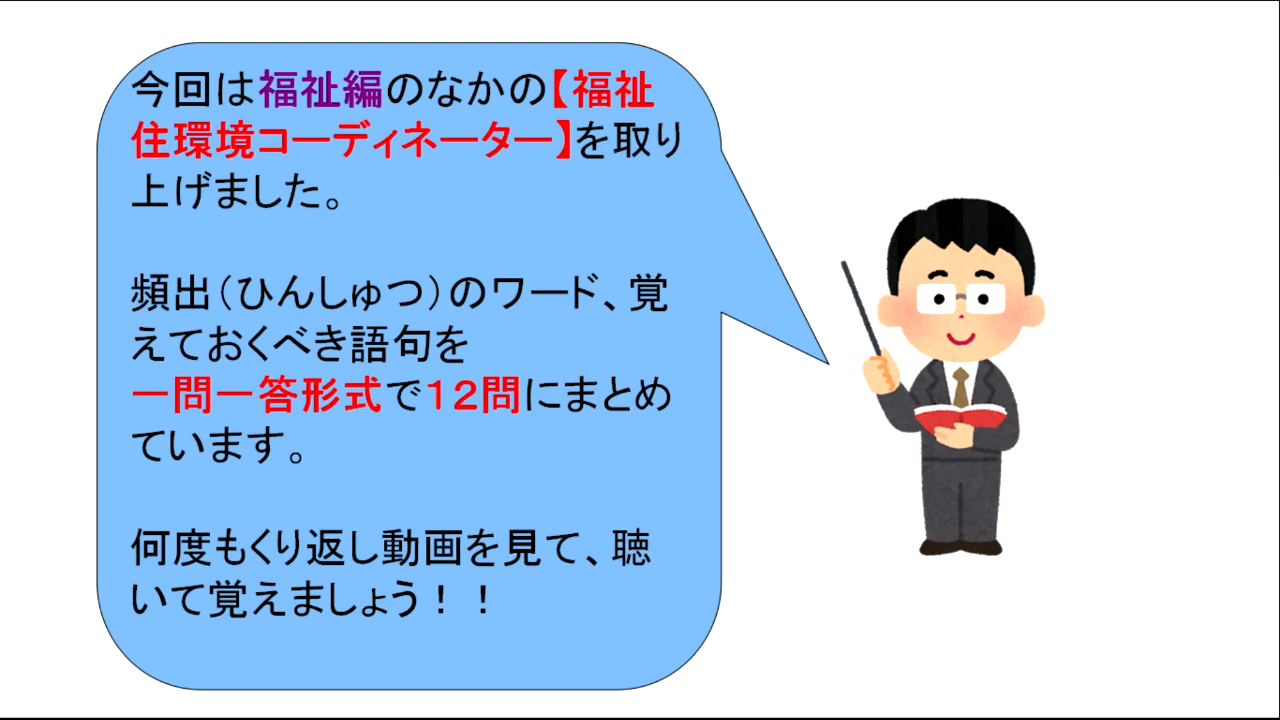 今回は福祉編のなかの【福祉
住環境コーディネーター】を取り
上げました。
頻出（ひんしゅつ）のワード、覚
えておくべき語句を
一問一答形式で１２問にまとめ
ています。
何度もくり返し動画を見て、聴
いて覚えましょう！！